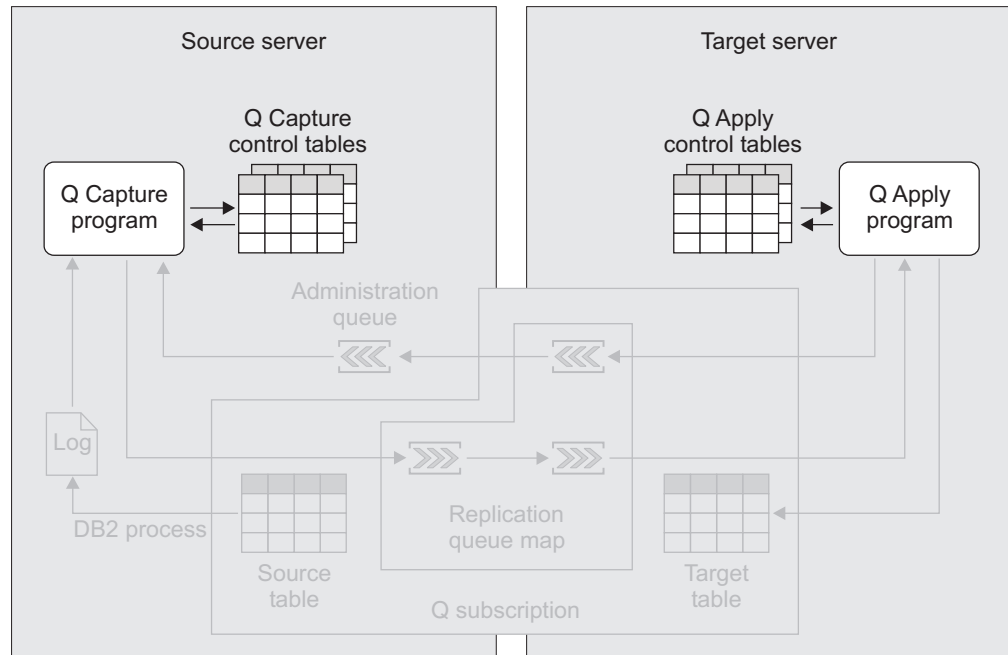 Source server
Target server
Q Capture
control tables
Q Apply
control tables
Q Capture
program
Q Apply
program
Administration
queue
Log
DB2 process
Replication
queue map
Source
table
Target
table
Q subscription